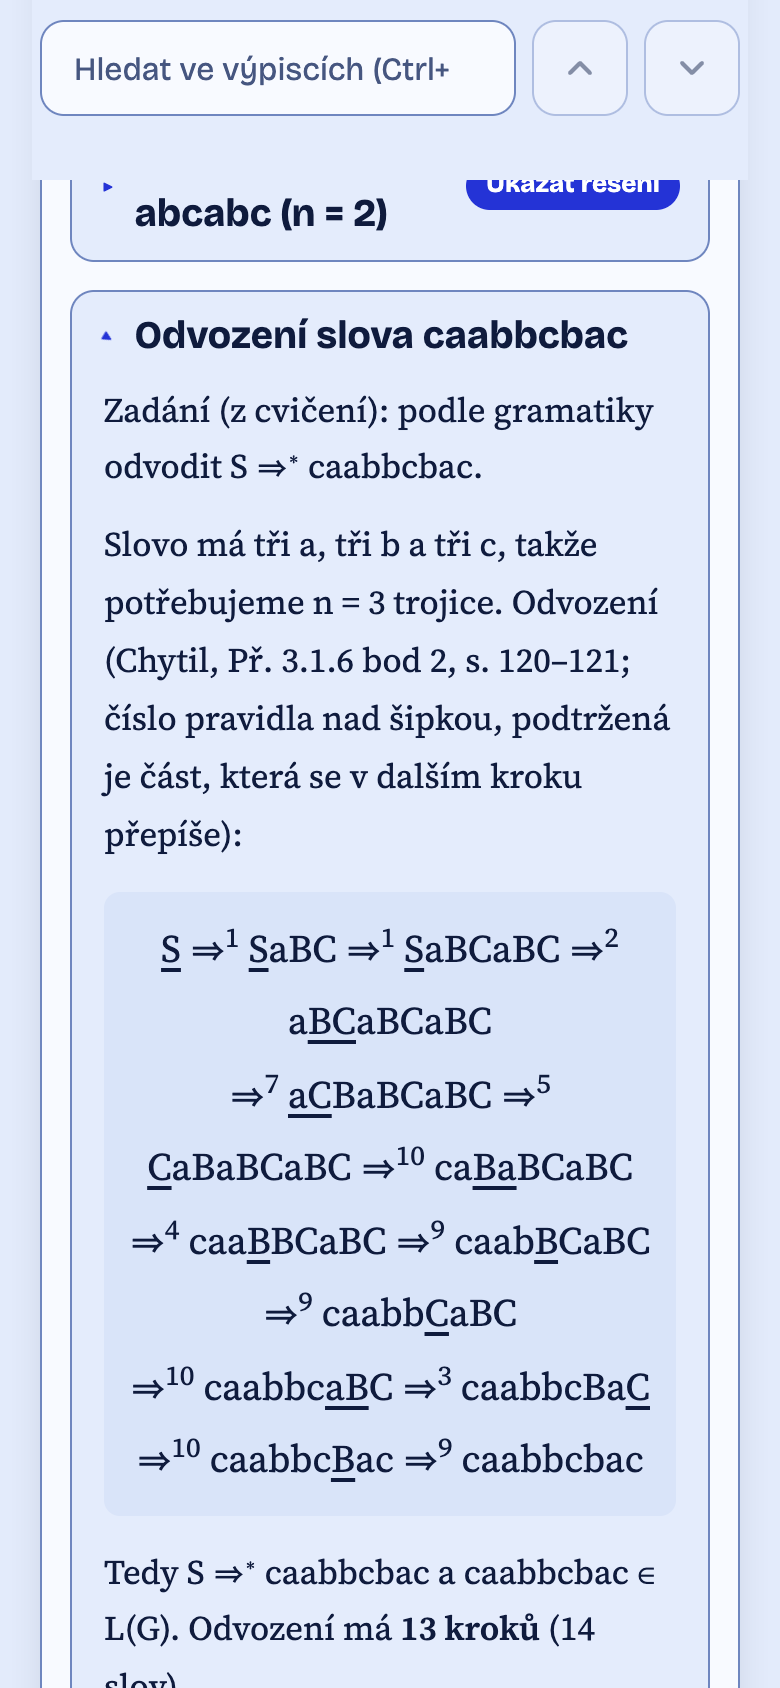 Hledat ve výpiscích (Ctrl+
Ukázat řešení
abcabc (n = 2)
Odvození slova caabbcbac
Zadání (z cvičení): podle gramatiky
odvodit S ⇒* caabbcbac.
Slovo má tři a, tři b a tři c, takže
potřebujeme n = 3 trojice. Odvození
(Chytil, Př. 3.1.6 bod 2, s. 120–121;
číslo pravidla nad šipkou, podtržená
je část, která se v dalším kroku
přepíše):
S ⇒¹ SaBC ⇒¹ SaBCaBC ⇒²
aBCaBCaBC
⇒⁷ aCBaBCaBC ⇒⁵
CaBaBCaBC ⇒¹⁰ caBaBCaBC
⇒⁴ caaBBCaBC ⇒⁹ caabBCaBC
⇒⁹ caabbCaBC
⇒¹⁰ caabbcaBC ⇒³ caabbcBaC
⇒¹⁰ caabbcBac ⇒⁹ caabbcbac
Tedy S ⇒* caabbcbac a caabbcbac ∈
L(G). Odvození má 13 kroků (14
slov)